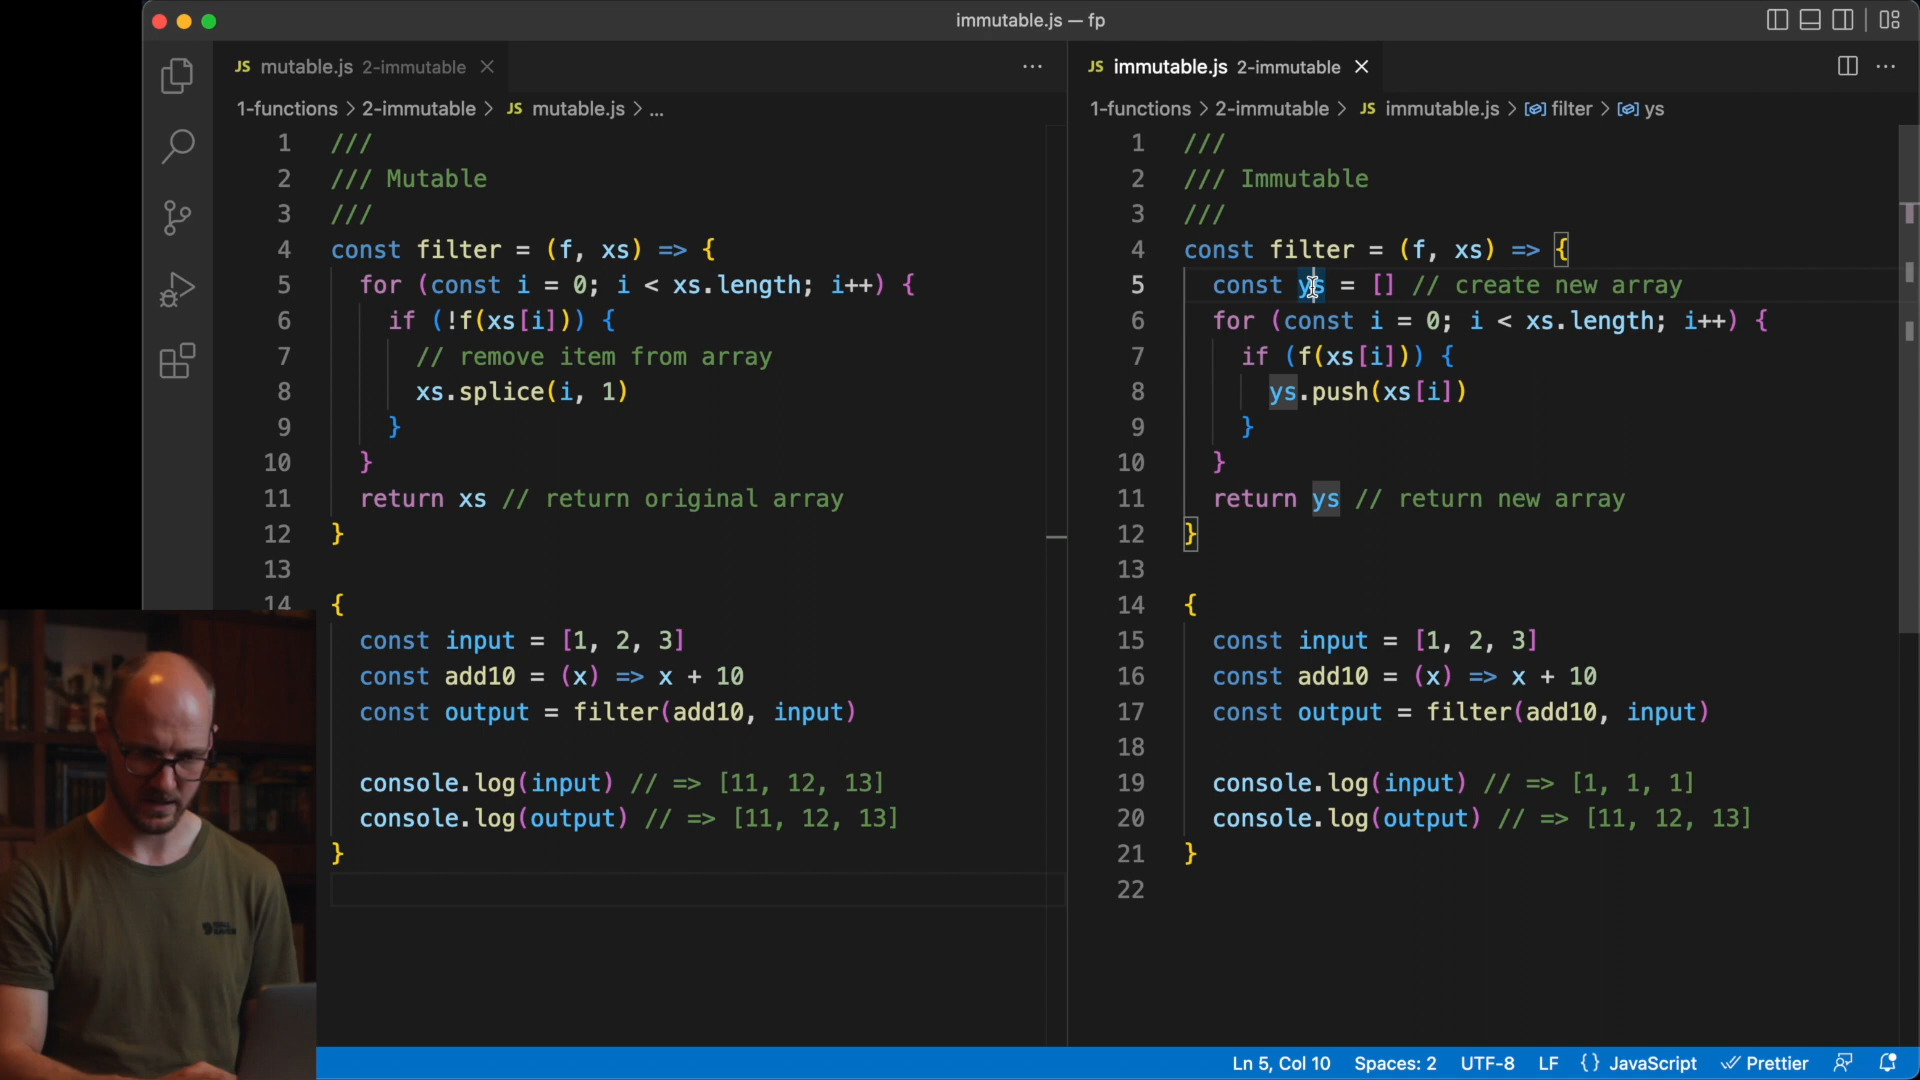 immutable.js — fp
JS mutable.js 2-immutable
JS immutable.js 2-immutable
1-functions > 2-immutable > JS mutable.js > ...
1-functions > 2-immutable > JS immutable.js > filter > ys
1 ///
2 /// Mutable
3 ///
4 const filter = (f, xs) => {
5 for (const i = 0; i < xs.length; i++) {
6 if (!f(xs[i])) {
7 // remove item from array
8 xs.splice(i, 1)
9 }
10 }
11 return xs // return original array
12 }
13
14 {
const input = [1, 2, 3]
const add10 = (x) => x + 10
const output = filter(add10, input)
console.log(input) // => [11, 12, 13]
console.log(output) // => [11, 12, 13]
}
1 ///
2 /// Immutable
3 ///
4 const filter = (f, xs) => {
5 const ys = [] // create new array
6 for (const i = 0; i < xs.length; i++) {
7 if (f(xs[i])) {
8 ys.push(xs[i])
9 }
10 }
11 return ys // return new array
12 }
13
14 {
15 const input = [1, 2, 3]
16 const add10 = (x) => x + 10
17 const output = filter(add10, input)
18
19 console.log(input) // => [1, 1, 1]
20 console.log(output) // => [11, 12, 13]
21 }
22
Ln 5, Col 10 Spaces: 2 UTF-8 LF {} JavaScript Prettier